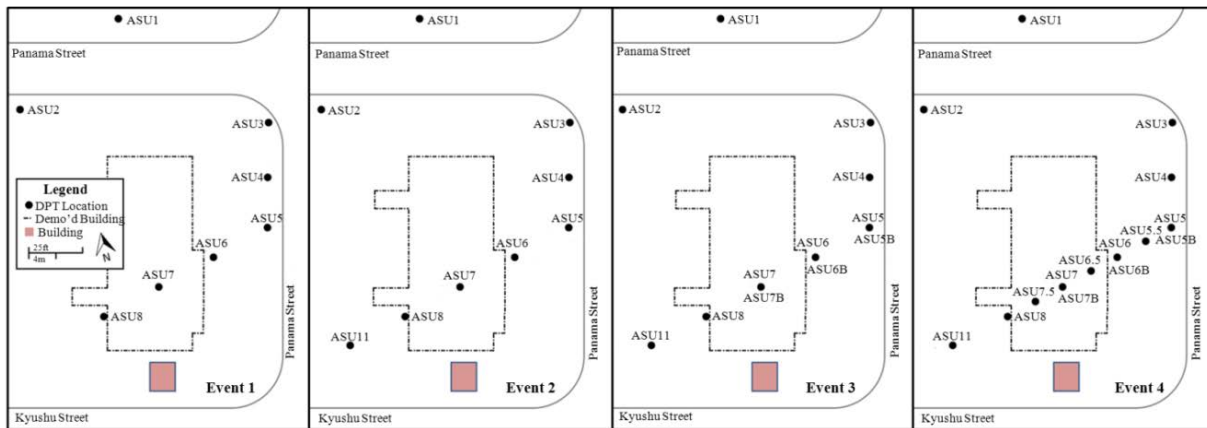 ASU1
Panama Street
ASU2
ASU3
ASU4
Legend
DPT Location
Demo'd Building
Building
25ft
4m
N
ASU5
ASU6
ASU7
ASU8
Panama Street
Event 1
Kyushu Street
ASU1
Panama Street
ASU2
ASU3
ASU4
ASU5
ASU6
ASU7
ASU8
ASU11
Panama Street
Event 2
Kyushu Street
ASU1
Panama Street
ASU2
ASU3
ASU4
ASU5
ASU5B
ASU6
ASU6B
ASU7
ASU7B
ASU8
ASU11
Panama Street
Event 3
Kyushu Street
ASU1
Panama Street
ASU2
ASU3
ASU4
ASU5
ASU5.5
ASU5B
ASU6
ASU6B
ASU6.5
ASU7
ASU7B
ASU7.5
ASU8
ASU11
Panama Street
Event 4
Kyushu Street